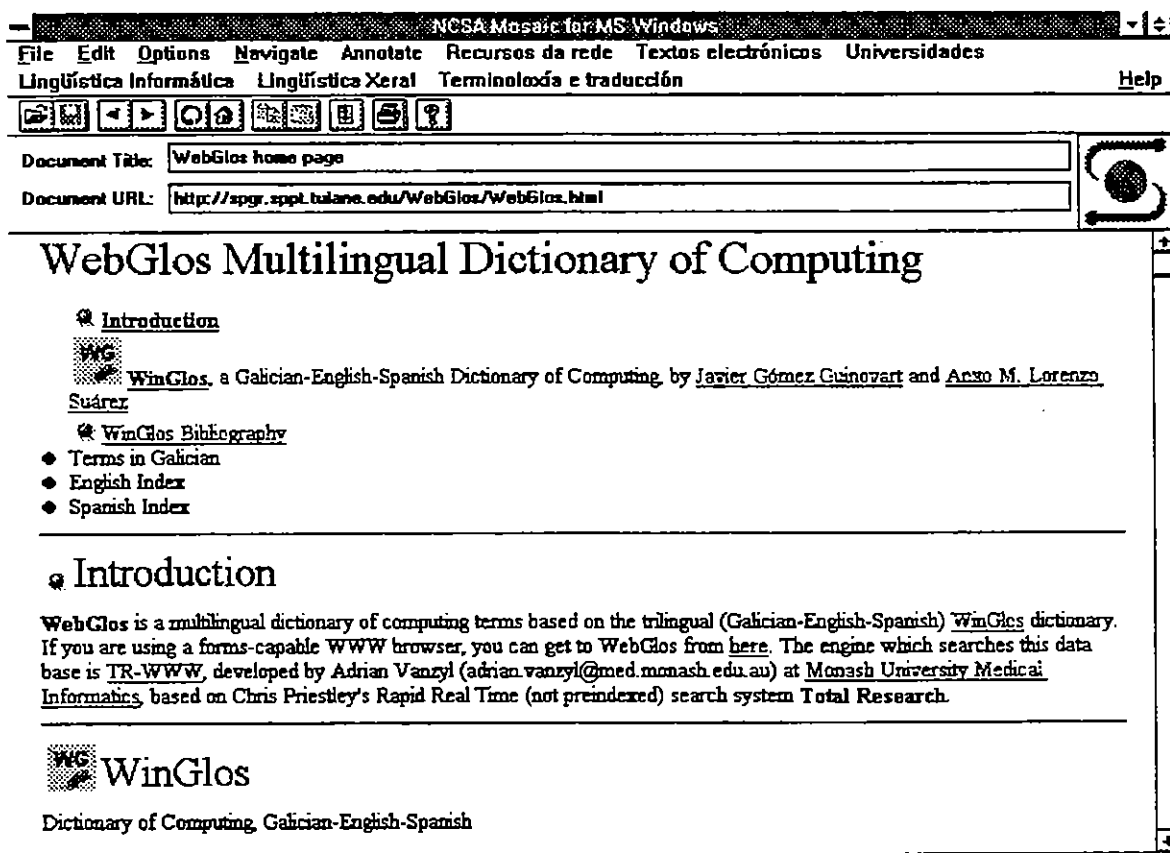 NCSA Mosaic for MS Windows
File Edit Options Navigate Annotate Recursos da rede Textos electrónicos Universidades
Lingüística Informática Lingüística Xeral Terminoloxía e traducción Help
Document Title: WebGlos home page
Document URL: http://spgr.sppt.tulane.edu/WebGlos/WebGlos.html
WebGlos Multilingual Dictionary of Computing
Introduction
WG
WinGlos, a Galician-English-Spanish Dictionary of Computing, by Javier Gómez Guinovart and Anxo M. Lorenzo
Suárez
WinGlos Bibliography
Terms in Galician
English Index
Spanish Index
Introduction
WebGlos is a multilingual dictionary of computing terms based on the trilingual (Galician-English-Spanish) WinGlos dictionary.
If you are using a forms-capable WWW browser, you can get to WebGlos from here. The engine which searches this data
base is TR-WWW, developed by Adrian Vanzyl (adrian.vanzyl@med.monash.edu.au) at Monash University Medical
Informatics, based on Chris Priestley's Rapid Real Time (not preindexed) search system Total Research.
WG
WinGlos
Dictionary of Computing, Galician-English-Spanish